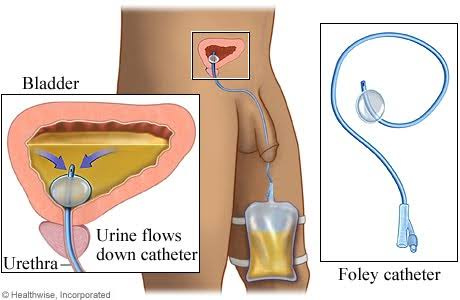 Bladder
Urine flows
down catheter
Urethra
Foley catheter
© Healthwise, Incorporated